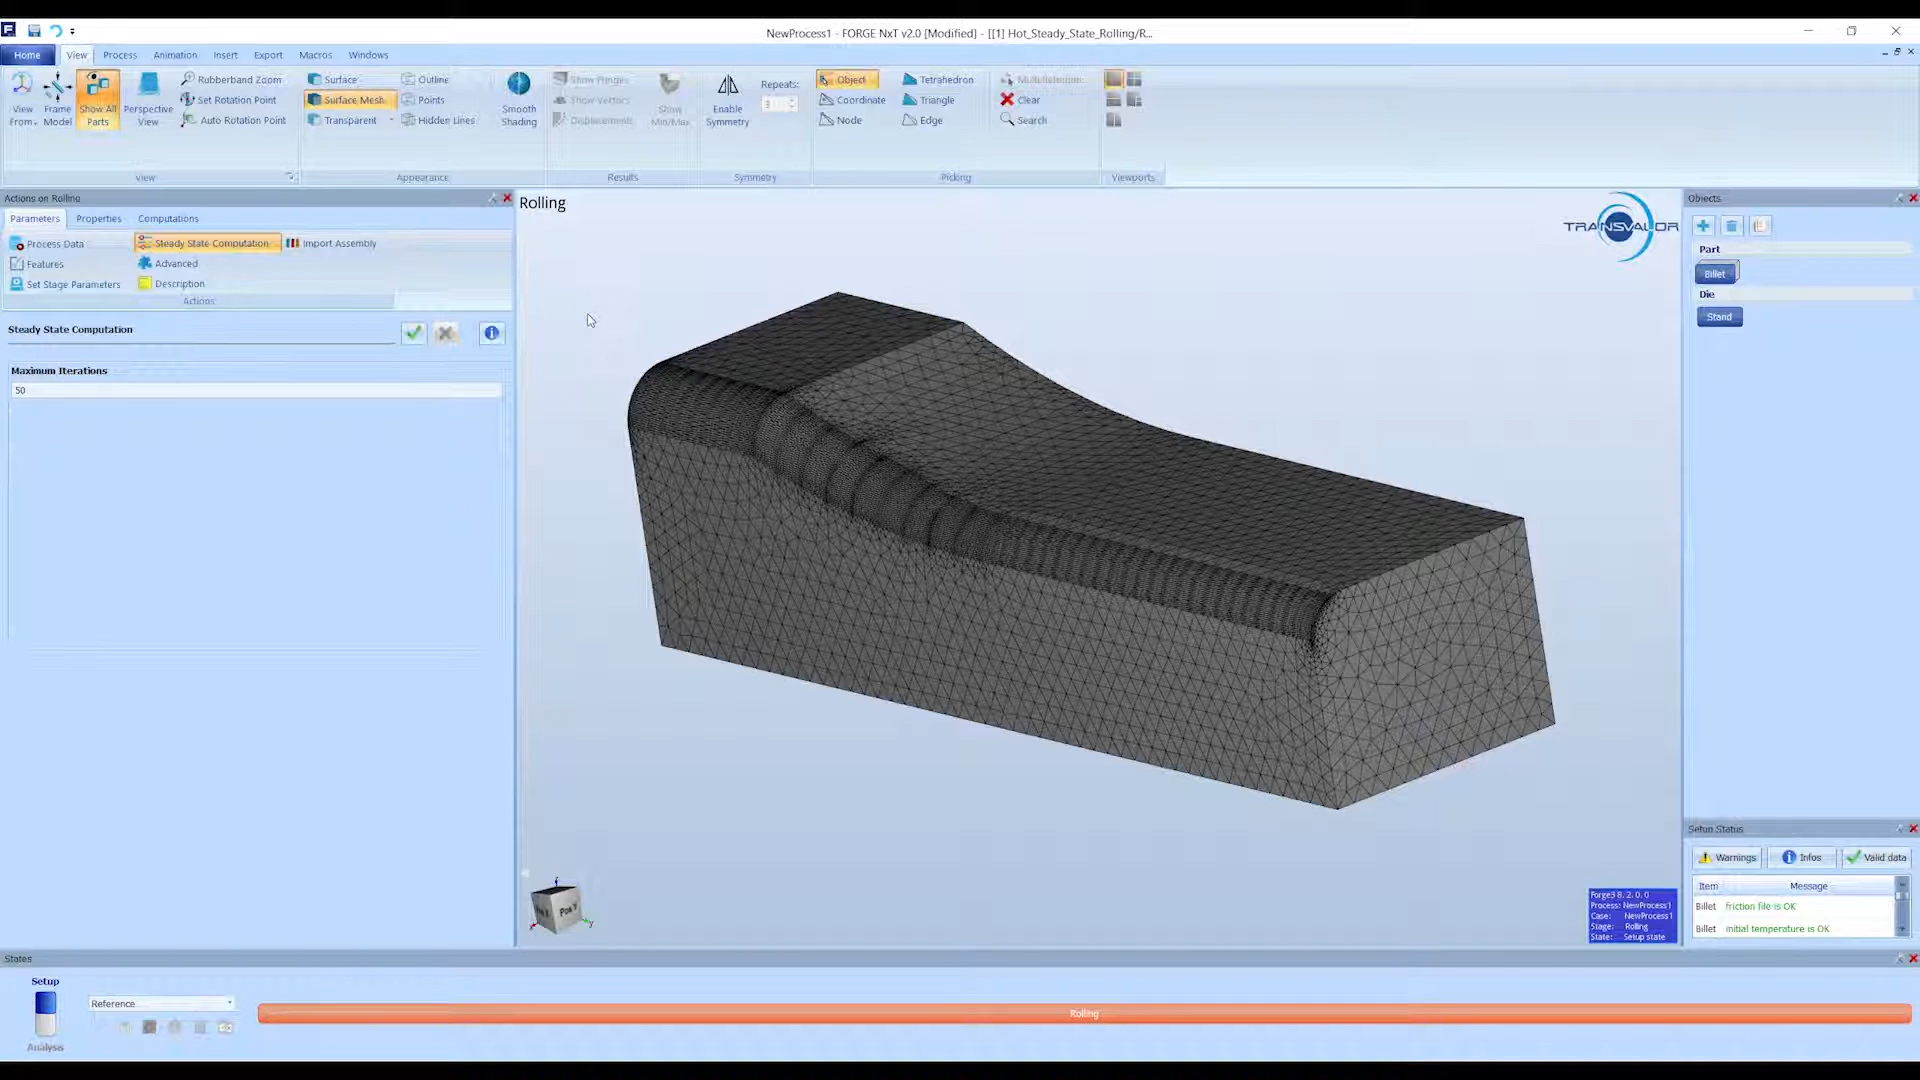 NewProcess1 - FORGE NxT v2.0 [Modified] - [[1] Hot_Steady_State_Rolling/R...
Home View Process Animation Insert Export Macros Windows
View From
Frame Model
Show All Parts
Perspective View
Rubberband Zoom
Set Rotation Point
Auto Rotation Point
View
Surface
Surface Mesh
Transparent
Outline
Points
Hidden Lines
Smooth Shading
Appearance
Show Fringes
Show Vectors
Displacements
Show Min/Max
Results
Enable Symmetry
Repeats:
3
Symmetry
Object
Coordinate
Node
Tetrahedron
Triangle
Edge
Multiselection
Clear
Search
Picking
Viewports
Actions on Rolling
Parameters Properties Computations
Process Data Steady State Computation Import Assembly
Features Advanced
Set Stage Parameters Description
Actions
Steady State Computation
Maximum Iterations
50
Rolling
TRANSVALOR
Objects
Part
Billet
Die
Stand
Pos Y
z
x
y
Forge3 8. 2. 0. 0
Process: NewProcess1
Case: NewProcess1
Stage: Rolling
State: Setup state
Setup Status
Warnings Infos Valid data
Item Message
Billet friction file is OK
Billet initial temperature is OK
States
Setup
Reference
Rolling
Analysis